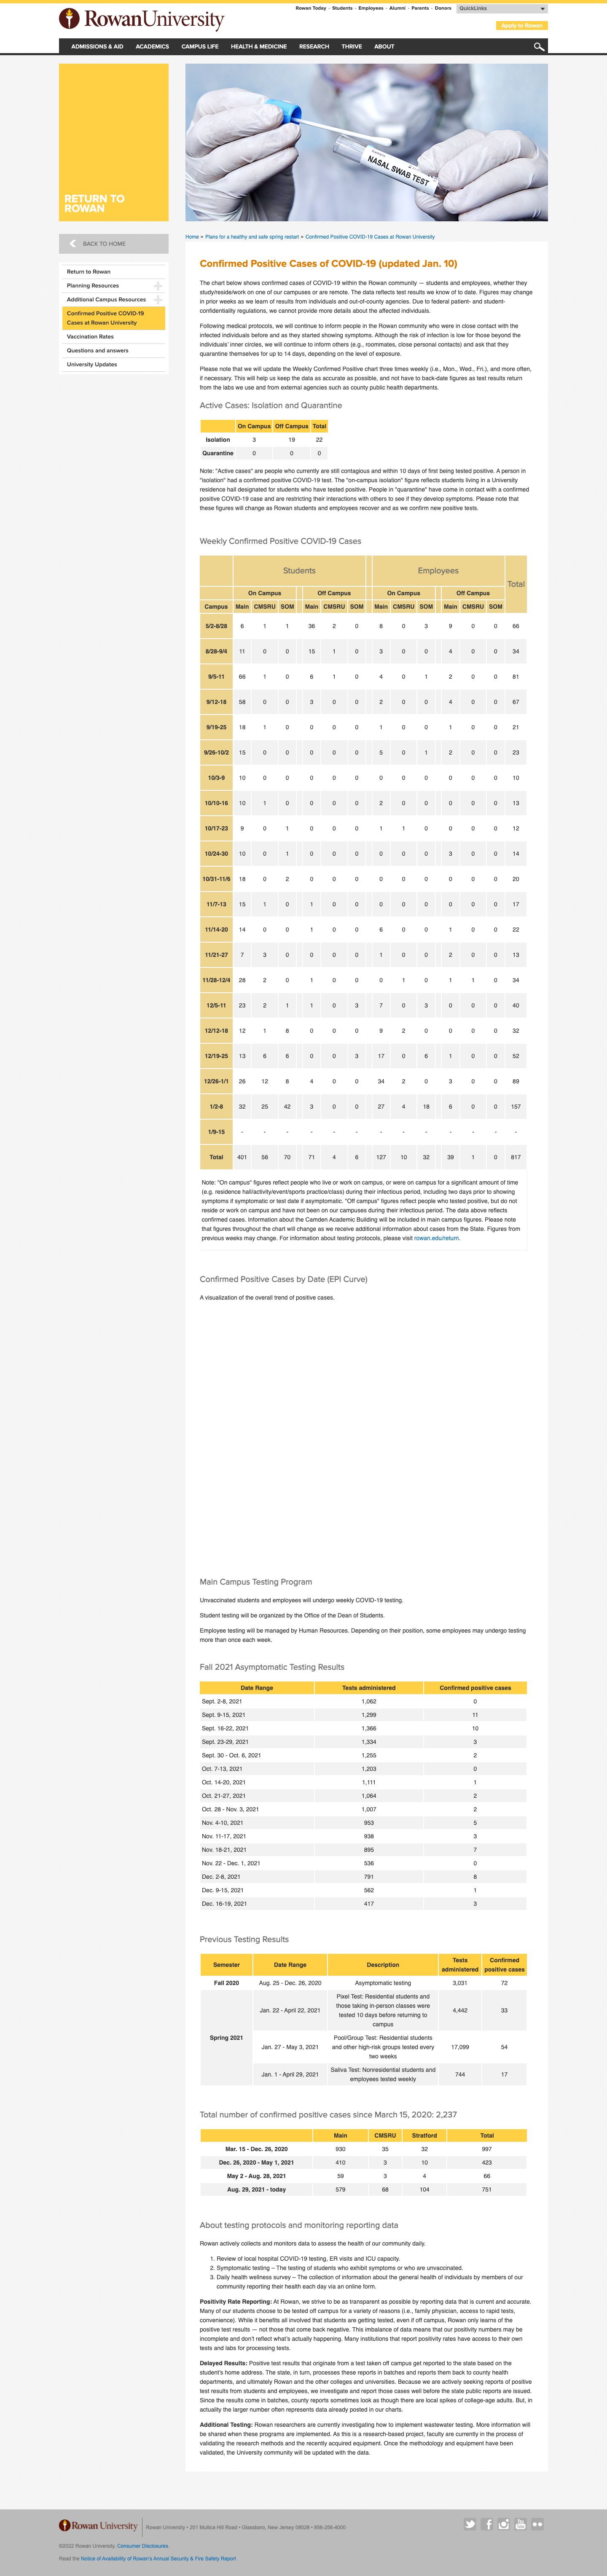 Rowan Today - Students - Employees - Alumni - Parents - Donors QuickLinks
Rowan University
Apply to Rowan
ADMISSIONS & AID ACADEMICS CAMPUS LIFE HEALTH & MEDICINE RESEARCH THRIVE ABOUT
NASAL SWAB TEST
RETURN TO
ROWAN
BACK TO HOME
Return to Rowan
Planning Resources
Additional Campus Resources
Confirmed Positive COVID-19
Cases at Rowan University
Vaccination Rates
Questions and answers
University Updates
Home » Plans for a healthy and safe spring restart » Confirmed Positive COVID-19 Cases at Rowan University
Confirmed Positive Cases of COVID-19 (updated Jan. 10)
The chart below shows confirmed cases of COVID-19 within the Rowan community — students and employees, whether they
study/reside/work on one of our campuses or are remote. The data reflects test results we know of to date. Figures may change
in prior weeks as we learn of results from individuals and out-of-county agencies. Due to federal patient- and student-
confidentiality regulations, we cannot provide more details about the affected individuals.
Following medical protocols, we will continue to inform people in the Rowan community who were in close contact with the
infected individuals before and as they started showing symptoms. Although the risk of infection is low for those beyond the
individuals' inner circles, we will continue to inform others (e.g., roommates, close personal contacts) and ask that they
quarantine themselves for up to 14 days, depending on the level of exposure.
Please note that we will update the Weekly Confirmed Positive chart three times weekly (i.e., Mon., Wed., Fri.), and more often,
if necessary. This will help us keep the data as accurate as possible, and not to back-date figures as test results return
from the labs we use and from external agencies such as county public health departments.
Active Cases: Isolation and Quarantine
On Campus Off Campus Total
Isolation 3 19 22
Quarantine 0 0 0
Note: "Active cases" are people who currently are still contagious and within 10 days of first being tested positive. A person in
"isolation" had a confirmed positive COVID-19 test. The "on-campus isolation" figure reflects students living in a University
residence hall designated for students who have tested positive. People in "quarantine" have come in contact with a confirmed
positive COVID-19 case and are restricting their interactions with others to see if they develop symptoms. Please note that
these figures will change as Rowan students and employees recover and as we confirm new positive tests.
Weekly Confirmed Positive COVID-19 Cases
Students Employees Total
On Campus Off Campus On Campus Off Campus
Campus Main CMSRU SOM Main CMSRU SOM Main CMSRU SOM Main CMSRU SOM
5/2-8/28 6 1 1 36 2 0 8 0 3 9 0 0 66
8/28-9/4 11 0 0 15 1 0 3 0 0 4 0 0 34
9/5-11 66 1 0 6 1 0 4 0 1 2 0 0 81
9/12-18 58 0 0 3 0 0 2 0 0 4 0 0 67
9/19-25 18 1 0 0 0 0 1 0 0 1 0 0 21
9/26-10/2 15 0 0 0 0 0 5 0 1 2 0 0 23
10/3-9 10 0 0 0 0 0 0 0 0 0 0 0 10
10/10-16 10 1 0 0 0 0 2 0 0 0 0 0 13
10/17-23 9 0 1 0 0 0 1 1 0 0 0 0 12
10/24-30 10 0 1 0 0 0 0 0 0 3 0 0 14
10/31-11/6 18 0 2 0 0 0 0 0 0 0 0 0 20
11/7-13 15 1 0 1 0 0 0 0 0 0 0 0 17
11/14-20 14 0 0 1 0 0 6 0 0 1 0 0 22
11/21-27 7 3 0 0 0 0 1 0 0 2 0 0 13
11/28-12/4 28 2 0 1 0 0 0 1 0 1 1 0 34
12/5-11 23 2 1 1 0 3 7 0 3 0 0 0 40
12/12-18 12 1 8 0 0 0 9 2 0 0 0 0 32
12/19-25 13 6 6 0 0 3 17 0 6 1 0 0 52
12/26-1/1 26 12 8 4 0 0 34 2 0 3 0 0 89
1/2-8 32 25 42 3 0 0 27 4 18 6 0 0 157
1/9-15 - - - - - - - - - - - - -
Total 401 56 70 71 4 6 127 10 32 39 1 0 817
Note: "On campus" figures reflect people who live or work on campus, or were on campus for a significant amount of time
(e.g. residence hall/activity/event/sports practice/class) during their infectious period, including two days prior to showing
symptoms if symptomatic or test date if asymptomatic. "Off campus" figures reflect people who tested positive, but do not
reside or work on campus and have not been on our campuses during their infectious period. The data above reflects
confirmed cases. Information about the Camden Academic Building will be included in main campus figures. Please note
that figures throughout the chart will change as we receive additional information about cases from the State. Figures from
previous weeks may change. For information about testing protocols, please visit rowan.edu/return.
Confirmed Positive Cases by Date (EPI Curve)
A visualization of the overall trend of positive cases.
Main Campus Testing Program
Unvaccinated students and employees will undergo weekly COVID-19 testing.
Student testing will be organized by the Office of the Dean of Students.
Employee testing will be managed by Human Resources. Depending on their position, some employees may undergo testing
more than once each week.
Fall 2021 Asymptomatic Testing Results
Date Range Tests administered Confirmed positive cases
Sept. 2-8, 2021 1,062 0
Sept. 9-15, 2021 1,299 11
Sept. 16-22, 2021 1,366 10
Sept. 23-29, 2021 1,334 3
Sept. 30 - Oct. 6, 2021 1,255 2
Oct. 7-13, 2021 1,203 0
Oct. 14-20, 2021 1,111 1
Oct. 21-27, 2021 1,064 2
Oct. 28 - Nov. 3, 2021 1,007 2
Nov. 4-10, 2021 953 5
Nov. 11-17, 2021 938 3
Nov. 18-21, 2021 895 7
Nov. 22 - Dec. 1, 2021 536 0
Dec. 2-8, 2021 791 8
Dec. 9-15, 2021 562 1
Dec. 16-19, 2021 417 3
Previous Testing Results
Semester Date Range Description Tests administered Confirmed positive cases
Fall 2020 Aug. 25 - Dec. 26, 2020 Asymptomatic testing 3,031 72
Spring 2021
Jan. 22 - April 22, 2021 Pixel Test: Residential students and those taking in-person classes were tested 10 days before returning to campus 4,442 33
Jan. 27 - May 3, 2021 Pool/Group Test: Residential students and other high-risk groups tested every two weeks 17,099 54
Jan. 1 - April 29, 2021 Saliva Test: Nonresidential students and employees tested weekly 744 17
Total number of confirmed positive cases since March 15, 2020: 2,237
Main CMSRU Stratford Total
Mar. 15 - Dec. 26, 2020 930 35 32 997
Dec. 26, 2020 - May 1, 2021 410 3 10 423
May 2 - Aug. 28, 2021 59 3 4 66
Aug. 29, 2021 - today 579 68 104 751
About testing protocols and monitoring reporting data
Rowan actively collects and monitors data to assess the health of our community daily.
1. Review of local hospital COVID-19 testing, ER visits and ICU capacity.
2. Symptomatic testing – The testing of students who exhibit symptoms or who are unvaccinated.
3. Daily health wellness survey – The collection of information about the general health of individuals by members of our
community reporting their health each day via an online form.
Positivity Rate Reporting: At Rowan, we strive to be as transparent as possible by reporting data that is current and accurate.
Many of our students choose to be tested off campus for a variety of reasons (i.e., family physician, access to rapid tests,
convenience). While it benefits all involved that students are getting tested, even if off campus, Rowan only learns of the
positive test results — not those that come back negative. This imbalance of data means that our positivity numbers may be
incomplete and don't reflect what's actually happening. Many institutions that report positivity rates have access to their own
tests and labs for processing tests.
Delayed Results: Positive test results that originate from a test taken off campus get reported to the state based on the
student's home address. The state, in turn, processes these reports in batches and reports them back to county health
departments, and ultimately Rowan and the other colleges and universities. Because we are actively seeking reports of positive
test results from students and employees, we investigate and report those cases well before the state public reports are issued.
Since the results come in batches, county reports sometimes look as though there are local spikes of college-age adults. But, in
actuality the larger number often represents data already posted in our charts.
Additional Testing: Rowan researchers are currently investigating how to implement wastewater testing. More information will
be shared when these programs are implemented. As this is a research-based project, faculty are currently in the process of
validating the research methods and the recently acquired equipment. Once the methodology and equipment have been
validated, the University community will be updated with the data.
Rowan University
Rowan University • 201 Mullica Hill Road • Glassboro, New Jersey 08028 • 856-256-4000
©2022 Rowan University. Consumer Disclosures.
Read the Notice of Availability of Rowan's Annual Security & Fire Safety Report